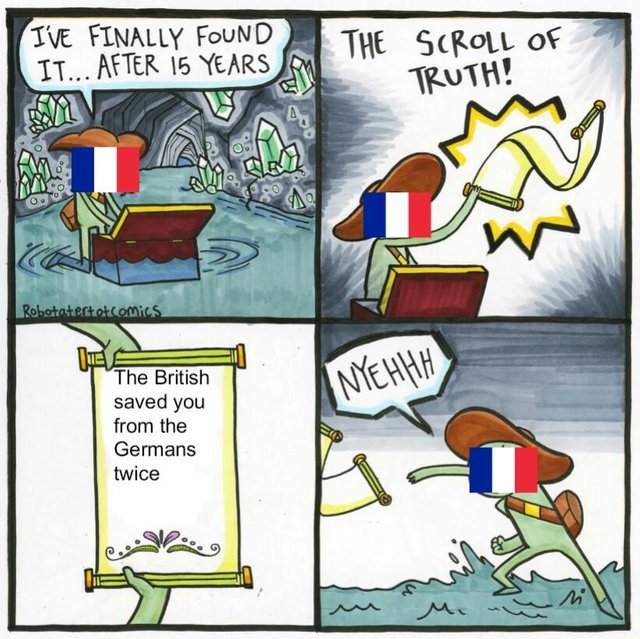 I'VE FINALLY FOUND
IT... AFTER 15 YEARS
THE SCROLL OF
TRUTH!
Robotatertotcomics
The British
saved you
from the
Germans
twice
NYEHHH